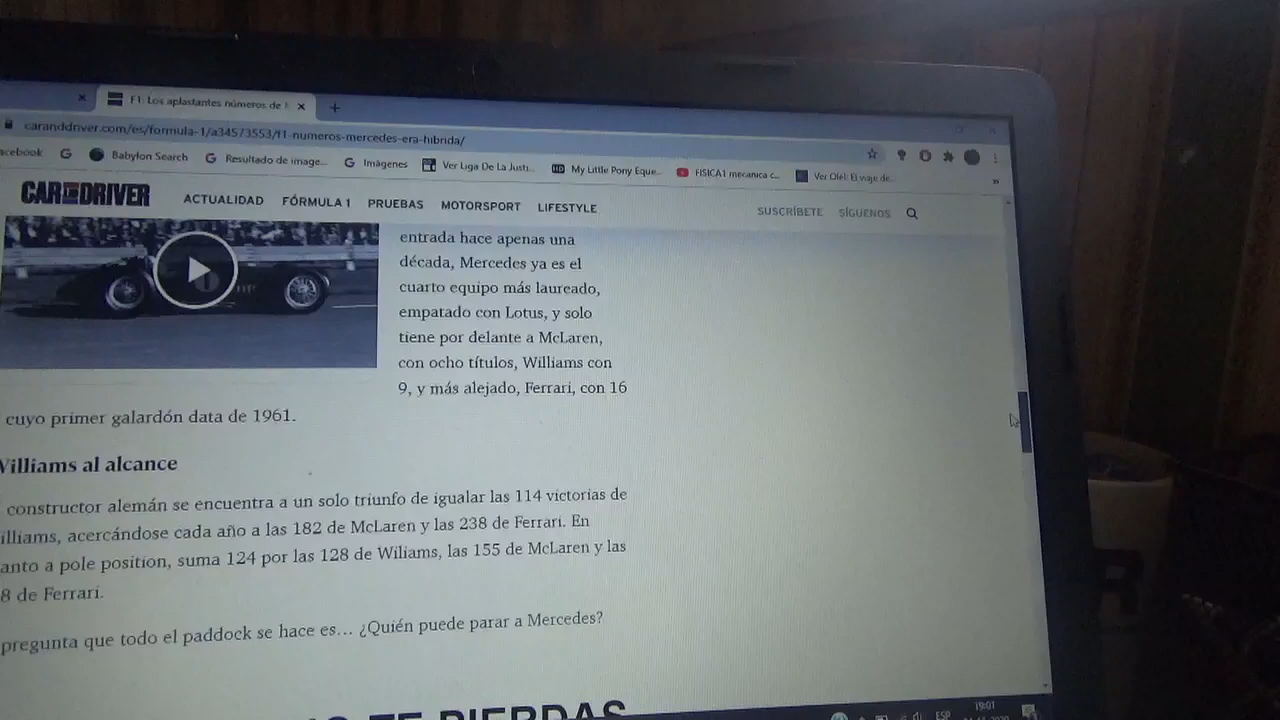 F1: Los aplastantes números de
caranddriver.com/es/formula-1/a34573553/f1-numeros-mercedes-era-hibrida/
acebook
Babylon Search
Resultado de image...
Imágenes
Ver Liga De La Justi...
My Little Pony Eque...
FISICA1 mecanica c...
Ver Olé!: El viaje de...
CAR DRIVER
ACTUALIDAD
FÓRMULA 1
PRUEBAS
MOTORSPORT
LIFESTYLE
SUSCRÍBETE
SÍGUENOS
entrada hace apenas una
década, Mercedes ya es el
cuarto equipo más laureado,
empatado con Lotus, y solo
tiene por delante a McLaren,
con ocho títulos, Williams con
9, y más alejado, Ferrari, con 16
cuyo primer galardón data de 1961.
Williams al alcance
constructor alemán se encuentra a un solo triunfo de igualar las 114 victorias de
illiams, acercándose cada año a las 182 de McLaren y las 238 de Ferrari. En
anto a pole position, suma 124 por las 128 de Wiliams, las 155 de McLaren y las
8 de Ferrari.
pregunta que todo el paddock se hace es... ¿Quién puede parar a Mercedes?
TE PIERDAS
ESP
19:01